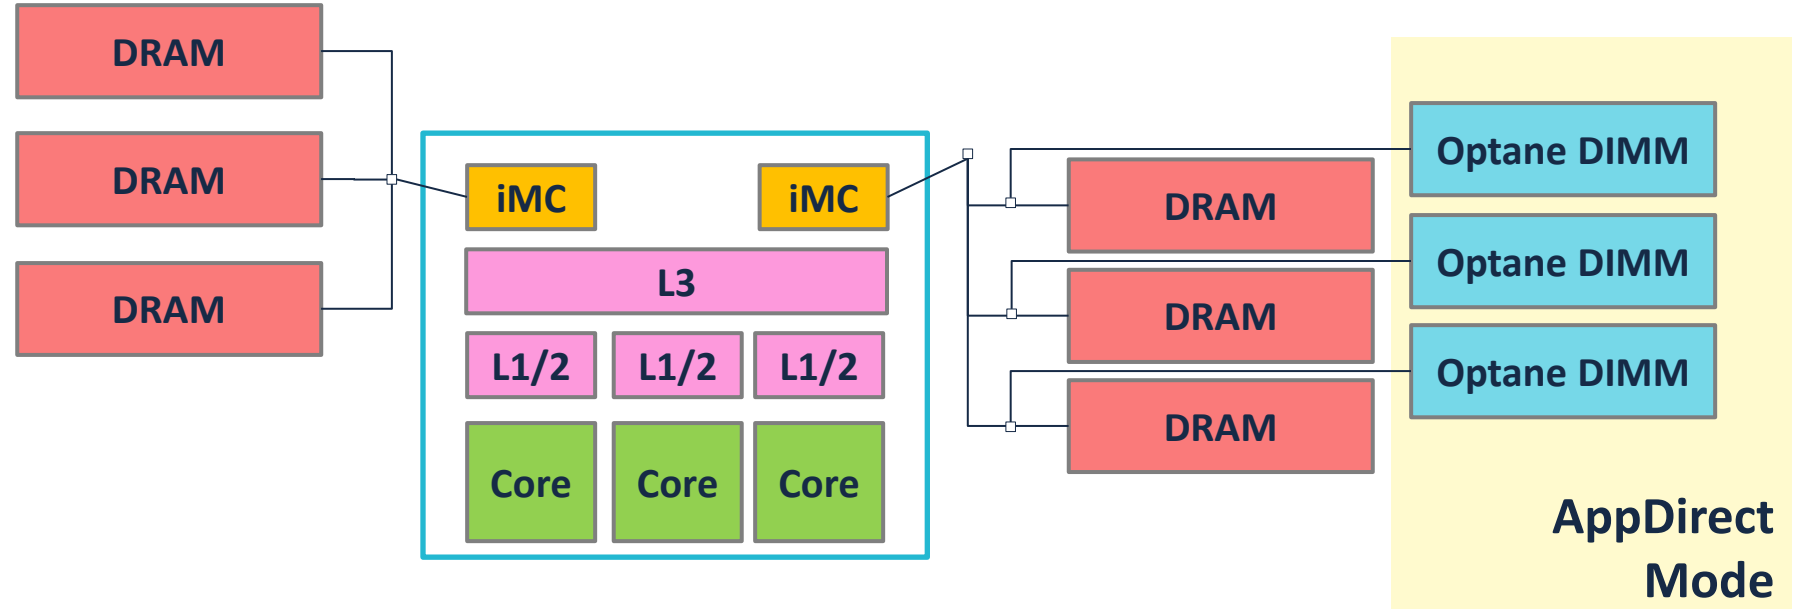 DRAM
DRAM
DRAM
iMC
iMC
L3
L1/2
L1/2
L1/2
Core
Core
Core
DRAM
DRAM
DRAM
Optane DIMM
Optane DIMM
Optane DIMM
AppDirect
Mode